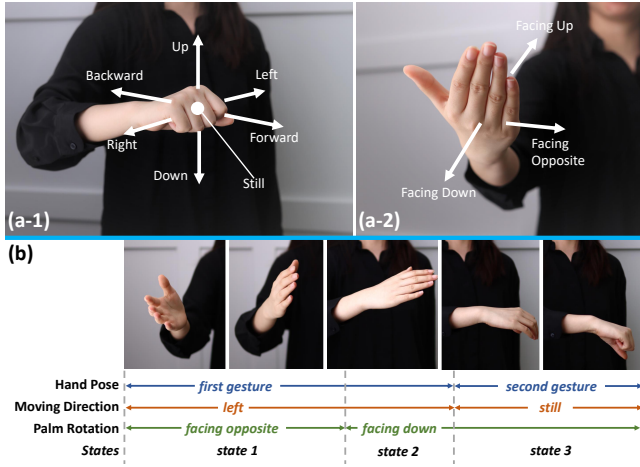 Up
Backward
Left
Right
Forward
Down
Still
(a-1)
Facing Up
Facing
Opposite
Facing Down
(a-2)
(b)
Hand Pose first gesture second gesture
Moving Direction left still
Palm Rotation facing opposite facing down
States state 1 state 2 state 3